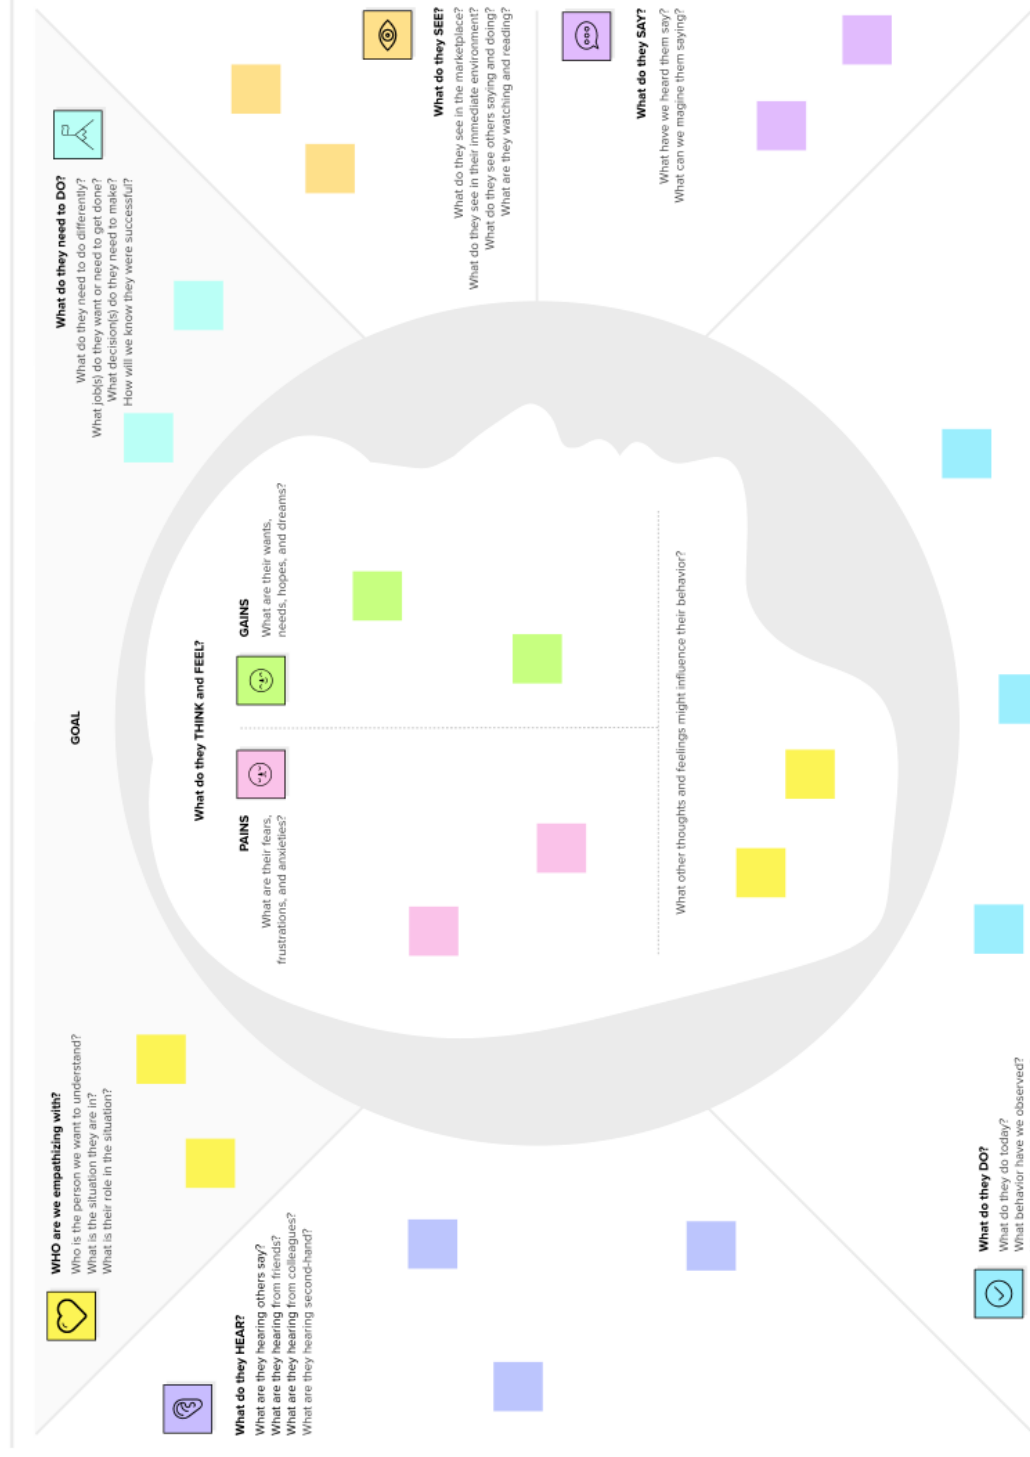 GOAL
WHO are we empathizing with?
Who is the person we want to understand?
What is the situation they are in?
What is their role in the situation?
What do they need to DO?
What do they need to do differently?
What job(s) do they want or need to get done?
What decision(s) do they need to make?
How will we know they were successful?
What do they HEAR?
What are they hearing others say?
What are they hearing from friends?
What are they hearing from colleagues?
What are they hearing second-hand?
What do they THINK and FEEL?
PAINS
What are their fears,
frustrations, and anxieties?
GAINS
What are their wants,
needs, hopes, and dreams?
What other thoughts and feelings might influence their behavior?
What do they SEE?
What do they see in the marketplace?
What do they see in their immediate environment?
What do they see others saying and doing?
What are they watching and reading?
What do they SAY?
What have we heard them say?
What can we magine them saying?
What do they DO?
What do they do today?
What behavior have we observed?